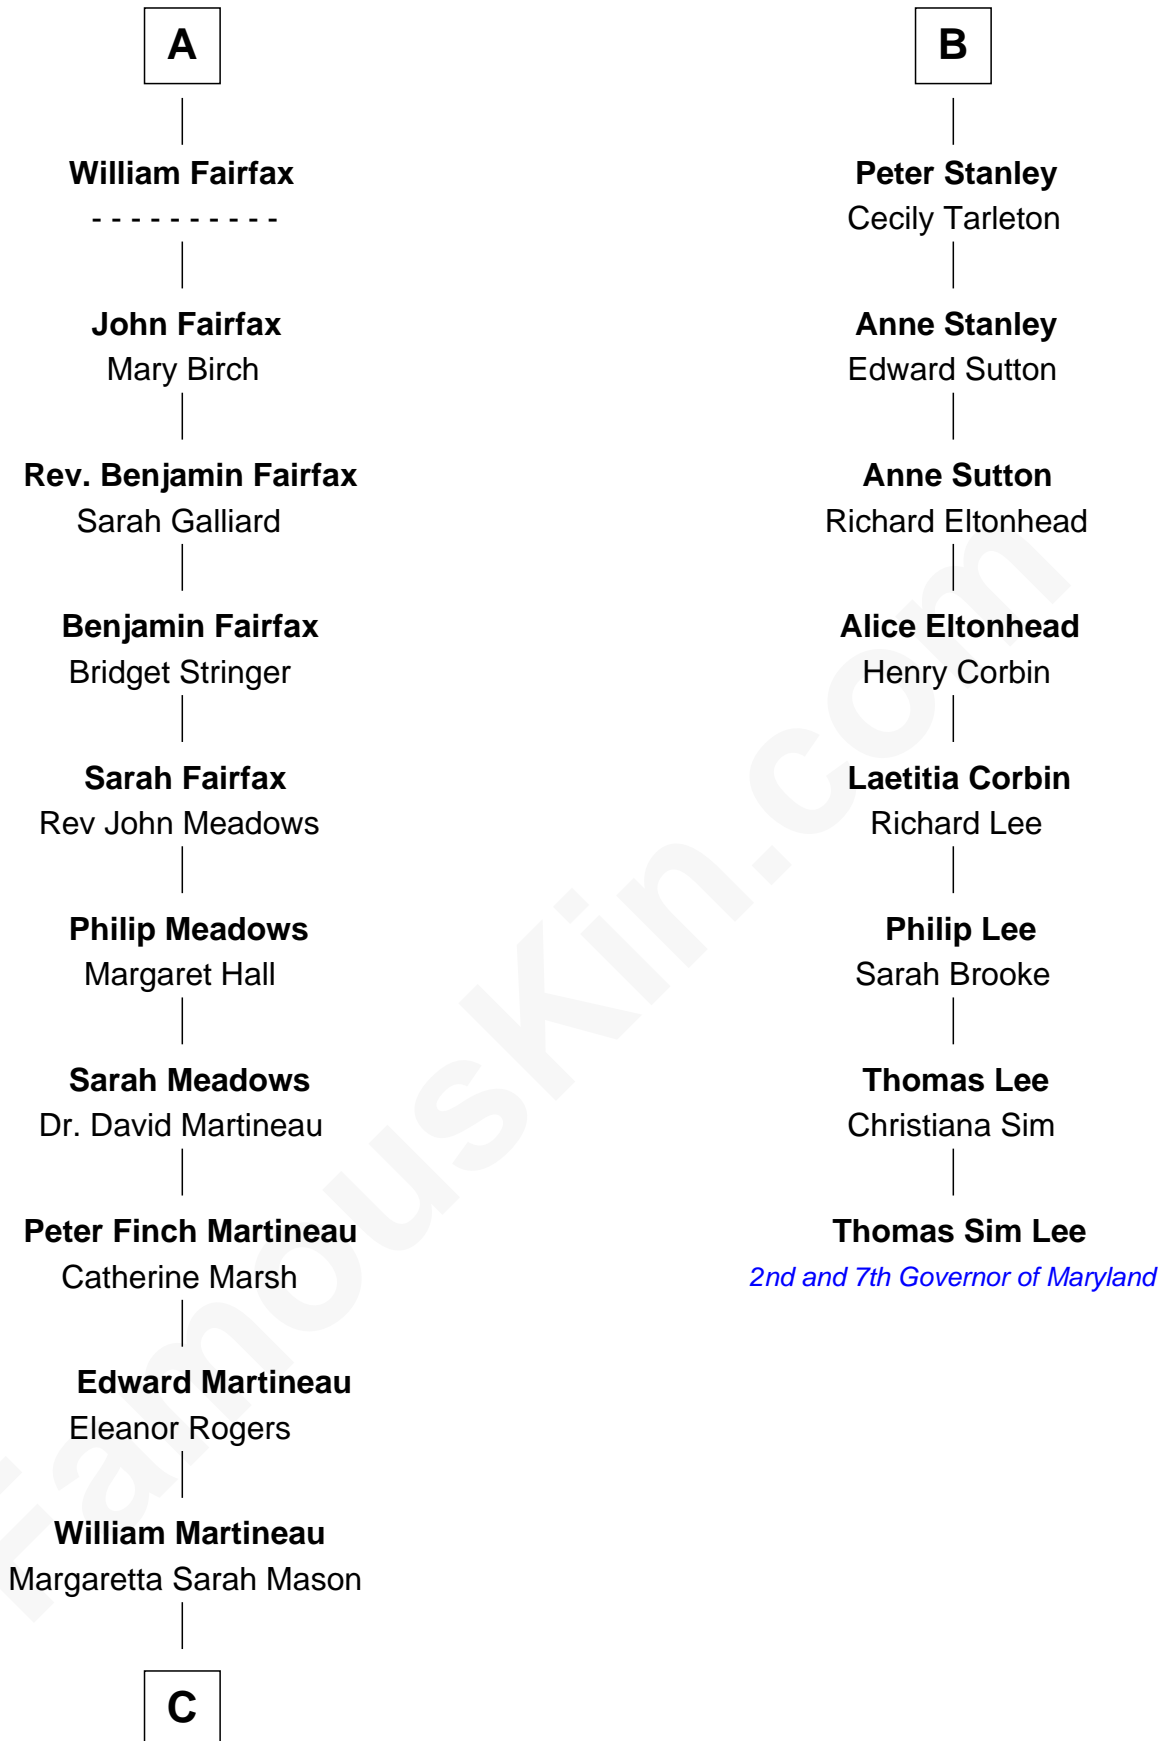 A
William Fairfax
- - - - - - - - - -
John Fairfax
Mary Birch
Rev. Benjamin Fairfax
Sarah Galliard
Benjamin Fairfax
Bridget Stringer
Sarah Fairfax
Rev John Meadows
Philip Meadows
Margaret Hall
Sarah Meadows
Dr. David Martineau
Peter Finch Martineau
Catherine Marsh
Edward Martineau
Eleanor Rogers
William Martineau
Margaretta Sarah Mason
C
B
Peter Stanley
Cecily Tarleton
Anne Stanley
Edward Sutton
Anne Sutton
Richard Eltonhead
Alice Eltonhead
Henry Corbin
Laetitia Corbin
Richard Lee
Philip Lee
Sarah Brooke
Thomas Lee
Christiana Sim
Thomas Sim Lee
2nd and 7th Governor of Maryland
FamousKin.com